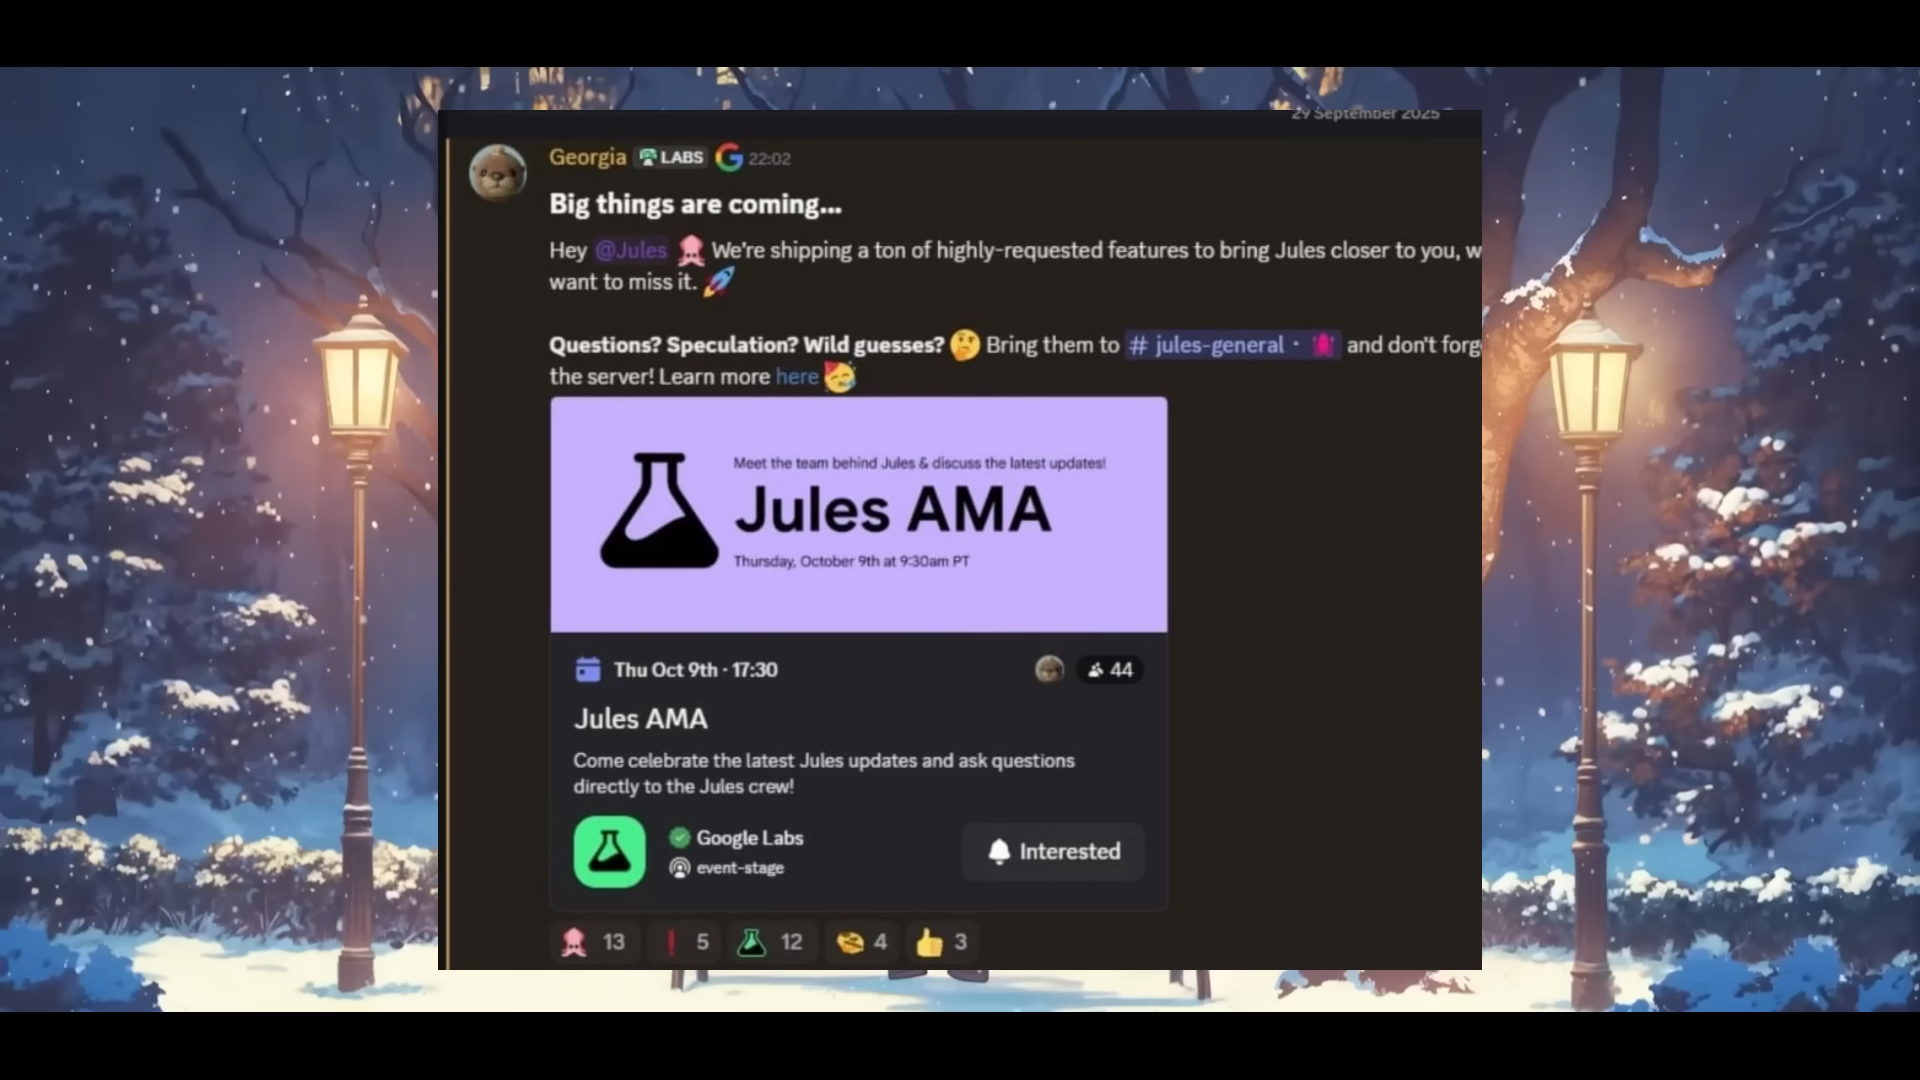 29 September 2025
Georgia LABS 22:02
Big things are coming...
Hey @Jules We're shipping a ton of highly-requested features to bring Jules closer to you, w
want to miss it.
Questions? Speculation? Wild guesses? Bring them to # jules-general · and don't forg
the server! Learn more here
Meet the team behind Jules & discuss the latest updates!
Jules AMA
Thursday, October 9th at 9:30am PT
Thu Oct 9th · 17:30 44
Jules AMA
Come celebrate the latest Jules updates and ask questions
directly to the Jules crew!
Google Labs
event-stage
Interested
13 5 12 4 3